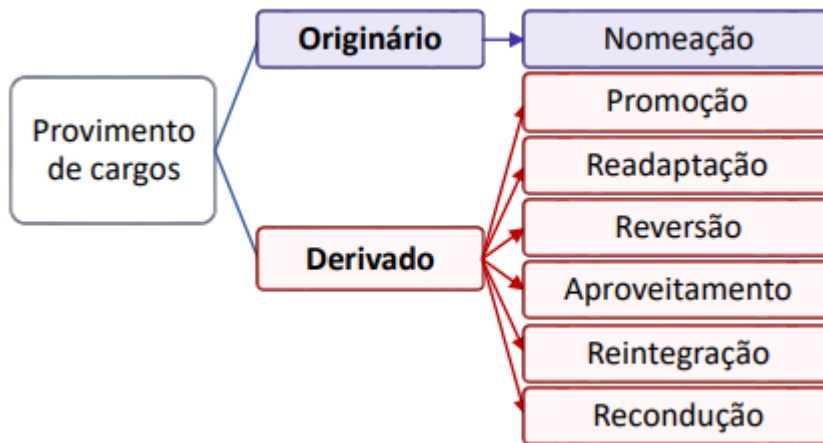 Provimento
de cargos
Originário
Nomeação
Derivado
Promoção
Readaptação
Reversão
Aproveitamento
Reintegração
Recondução